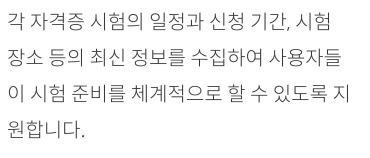 각 자격증 시험의 일정과 신청 기간, 시험
장소 등의 최신 정보를 수집하여 사용자들
이 시험 준비를 체계적으로 할 수 있도록 지
원합니다.